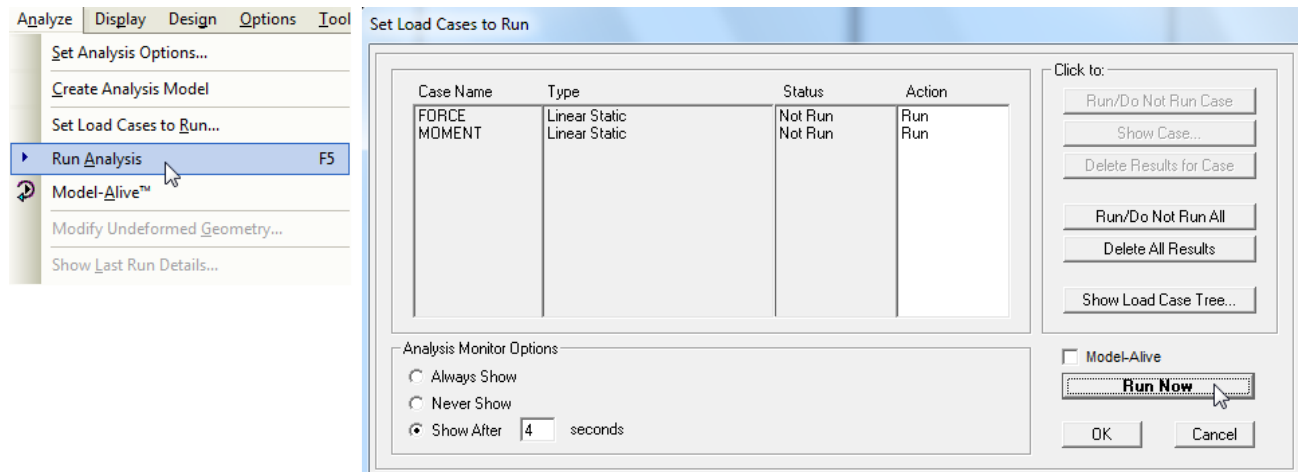 Analyze Display Design Options Tool
Set Analysis Options...
Create Analysis Model
Set Load Cases to Run...
Run Analysis F5
Model-Alive™
Modify Undeformed Geometry...
Show Last Run Details...
Set Load Cases to Run
Case Name Type Status Action
FORCE Linear Static Not Run Run
MOMENT Linear Static Not Run Run
Click to:
Run/Do Not Run Case
Show Case...
Delete Results for Case
Run/Do Not Run All
Delete All Results
Show Load Case Tree...
Analysis Monitor Options
Always Show
Never Show
Show After 4 seconds
Model-Alive
Run Now
OK Cancel